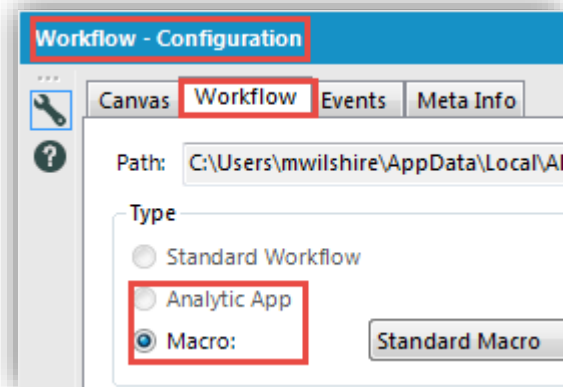 Workflow - Configuration
Canvas Workflow Events Meta Info
Path: C:\Users\mwilshire\AppData\Local\Al
Type
Standard Workflow
Analytic App
Macro: Standard Macro